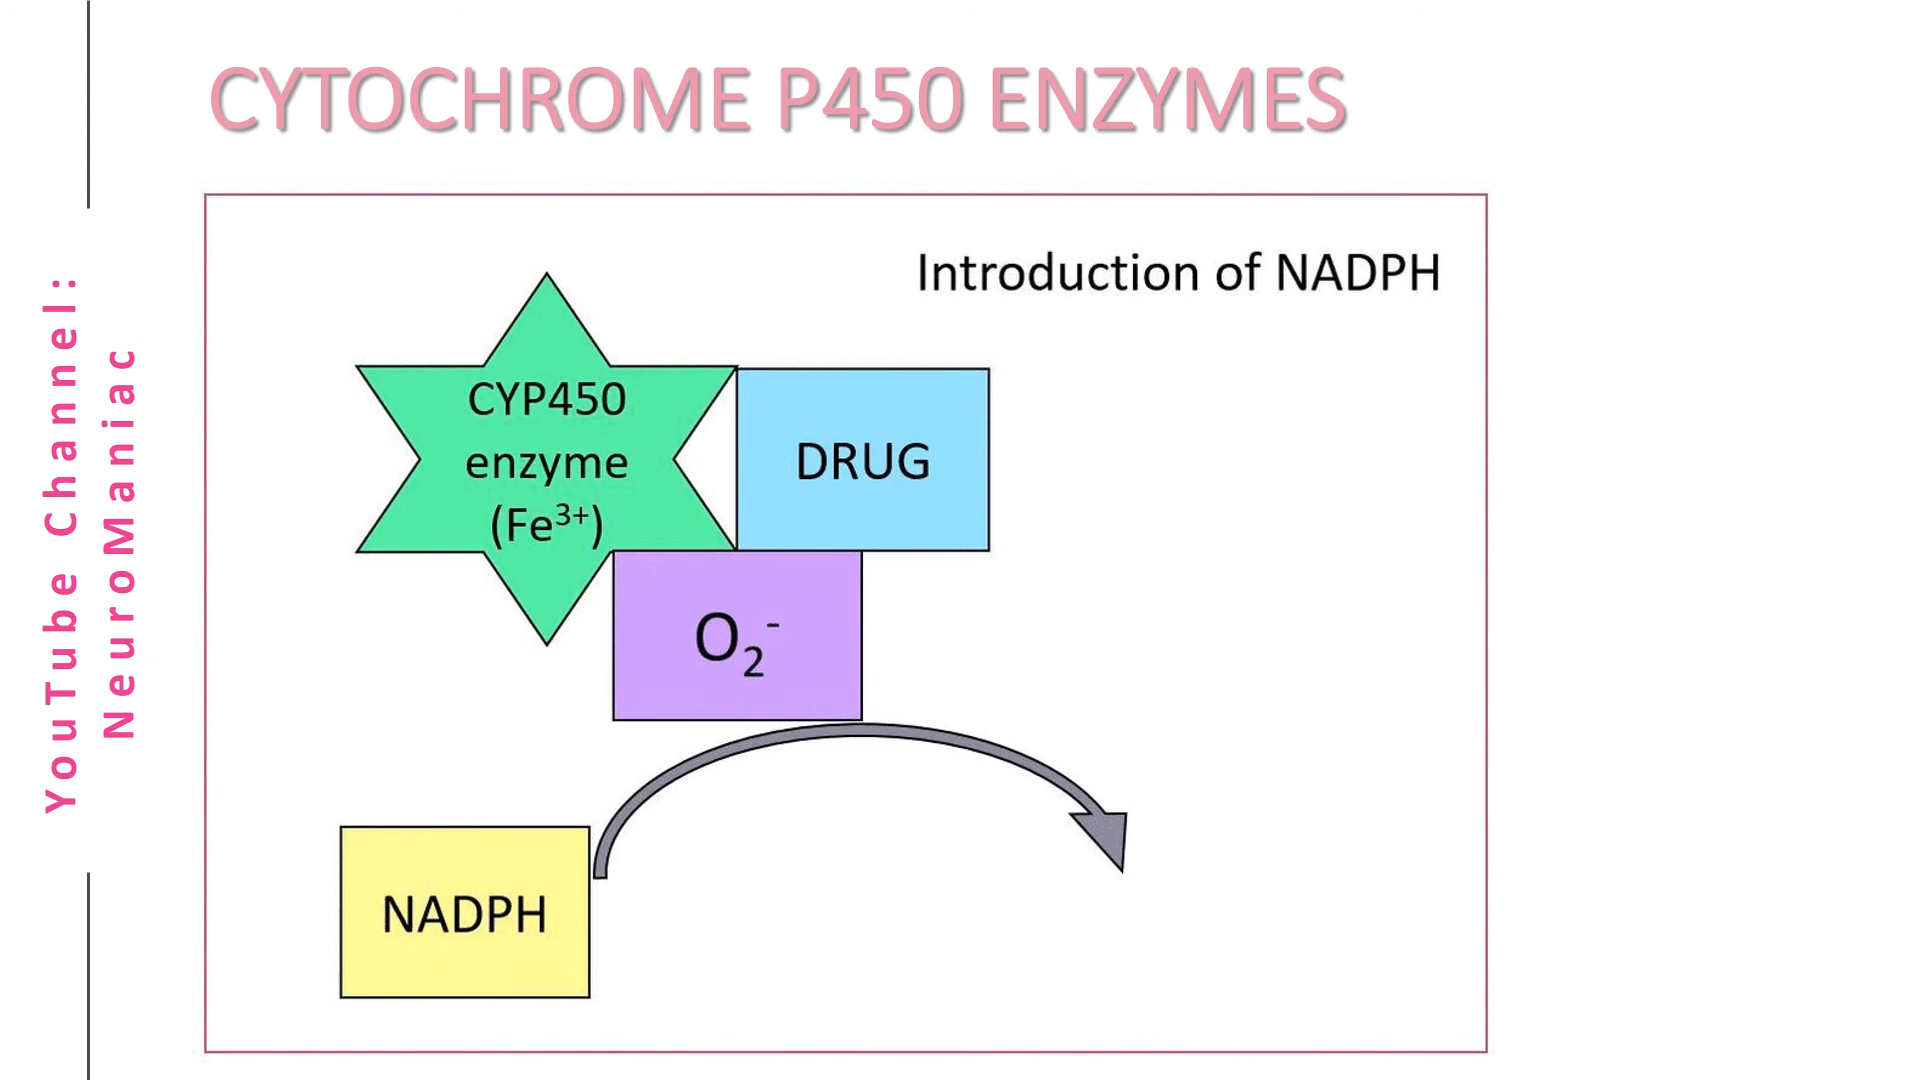 CYTOCHROME P450 ENZYMES
YouTube Channel:
NeuroManiac
Introduction of NADPH
CYP450
enzyme
(Fe³⁺)
DRUG
O₂⁻
NADPH